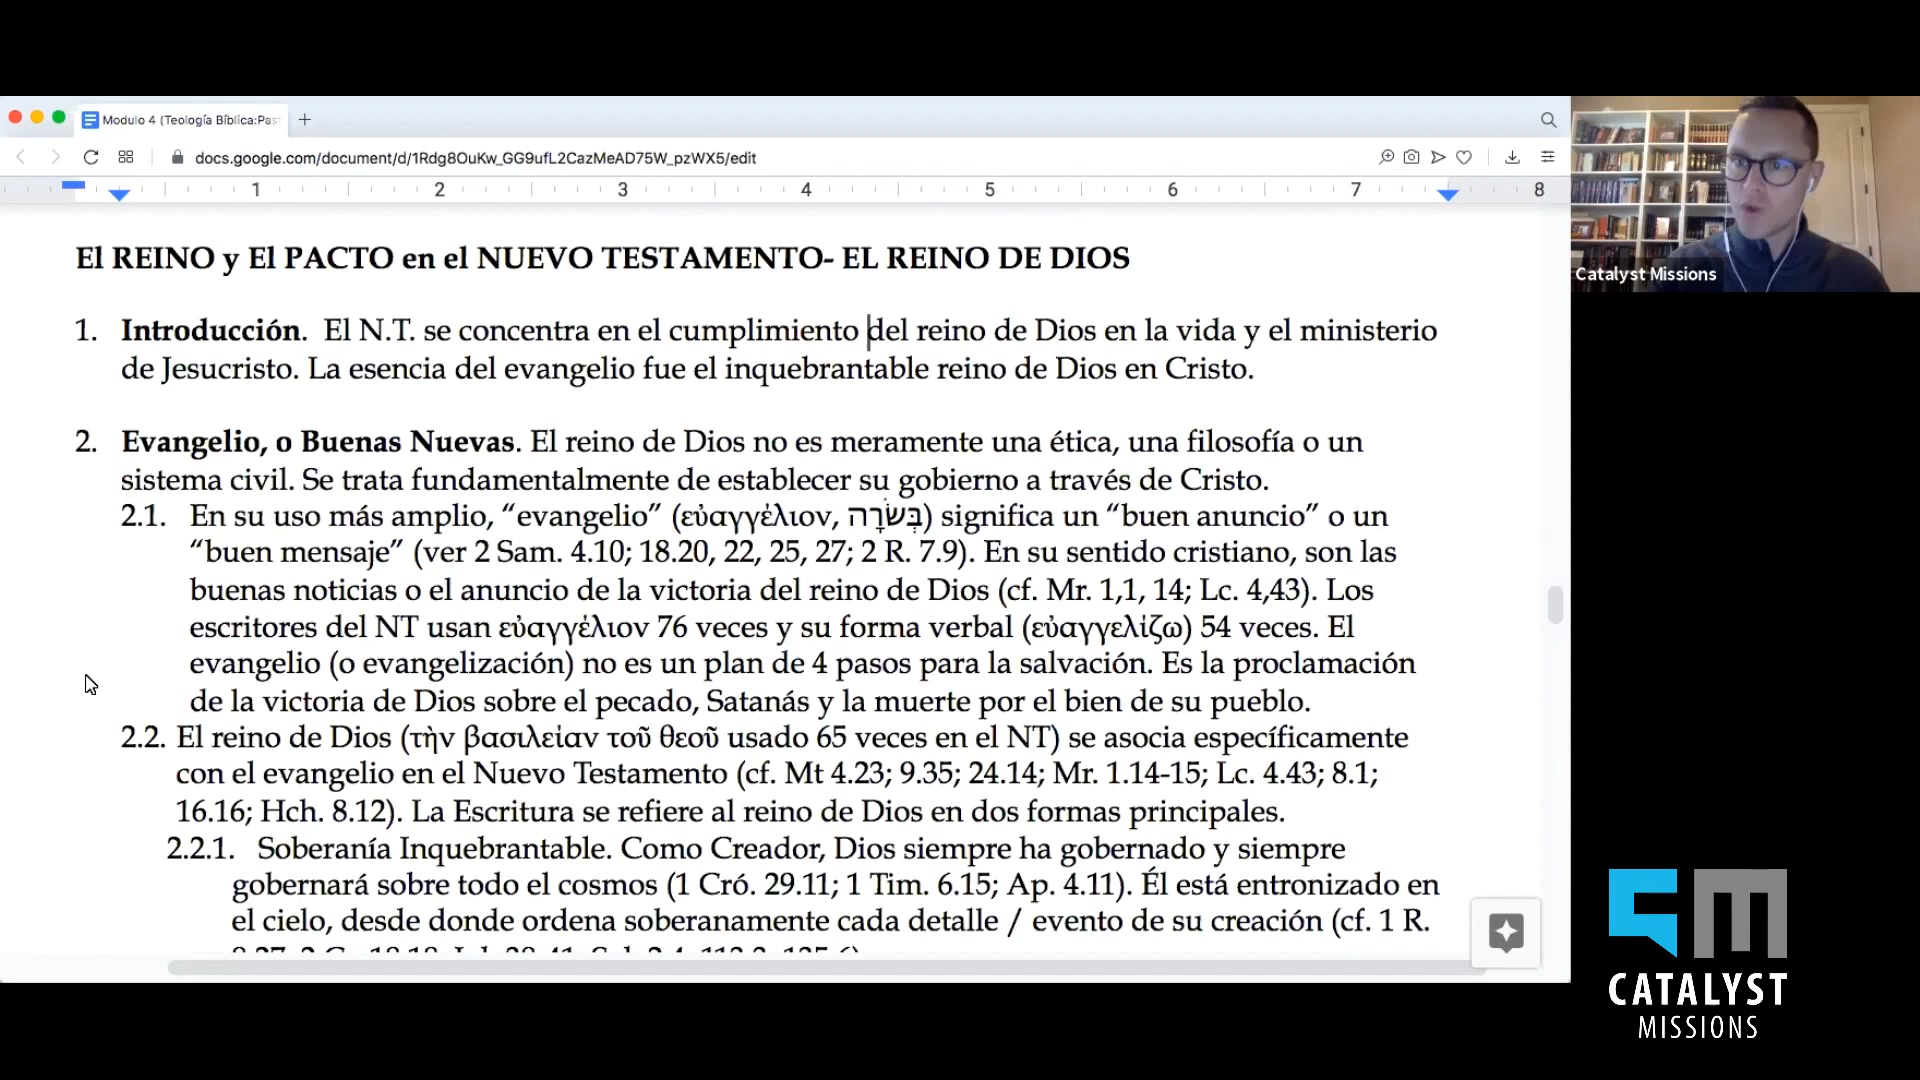 Modulo 4 (Teología Bíblica:Pas
docs.google.com/document/d/1Rdg8OuKw_GG9ufL2CazMeAD75W_pzWX5/edit
1 2 3 4 5 6 7 8
El REINO y El PACTO en el NUEVO TESTAMENTO- EL REINO DE DIOS
1. Introducción. El N.T. se concentra en el cumplimiento del reino de Dios en la vida y el ministerio
de Jesucristo. La esencia del evangelio fue el inquebrantable reino de Dios en Cristo.
2. Evangelio, o Buenas Nuevas. El reino de Dios no es meramente una ética, una filosofía o un
sistema civil. Se trata fundamentalmente de establecer su gobierno a través de Cristo.
2.1. En su uso más amplio, “evangelio” (εὐαγγἐλιον, בְּשֹׂרָה) significa un “buen anuncio” o un
“buen mensaje” (ver 2 Sam. 4.10; 18.20, 22, 25, 27; 2 R. 7.9). En su sentido cristiano, son las
buenas noticias o el anuncio de la victoria del reino de Dios (cf. Mr. 1,1, 14; Lc. 4,43). Los
escritores del NT usan εὐαγγἐλιον 76 veces y su forma verbal (εὐαγγελἰζω) 54 veces. El
evangelio (o evangelización) no es un plan de 4 pasos para la salvación. Es la proclamación
de la victoria de Dios sobre el pecado, Satanás y la muerte por el bien de su pueblo.
2.2. El reino de Dios (τὴν βασιλεἰαν τοῦ θεοῦ usado 65 veces en el NT) se asocia específicamente
con el evangelio en el Nuevo Testamento (cf. Mt 4.23; 9.35; 24.14; Mr. 1.14-15; Lc. 4.43; 8.1;
16.16; Hch. 8.12). La Escritura se refiere al reino de Dios en dos formas principales.
2.2.1. Soberanía Inquebrantable. Como Creador, Dios siempre ha gobernado y siempre
gobernará sobre todo el cosmos (1 Cró. 29.11; 1 Tim. 6.15; Ap. 4.11). Él está entronizado en
el cielo, desde donde ordena soberanamente cada detalle / evento de su creación (cf. 1 R.
Catalyst Missions
CATALYST
MISSIONS